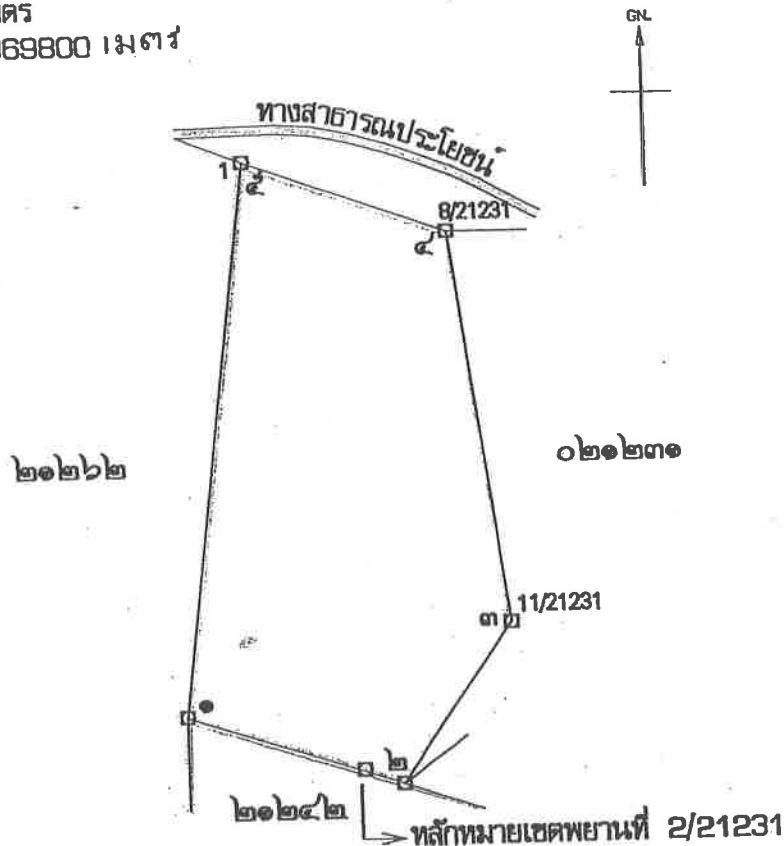 069800 เมตร
GN.
ทางสาธารณประโยชน์
1
๕
8/21231
๔
๒๑๒๖๒
๐๒๑๒๓๑
๓
11/21231
๑
๒
๒๑๒๔๒
หลักหมายเขตพยานที่ 2/21231